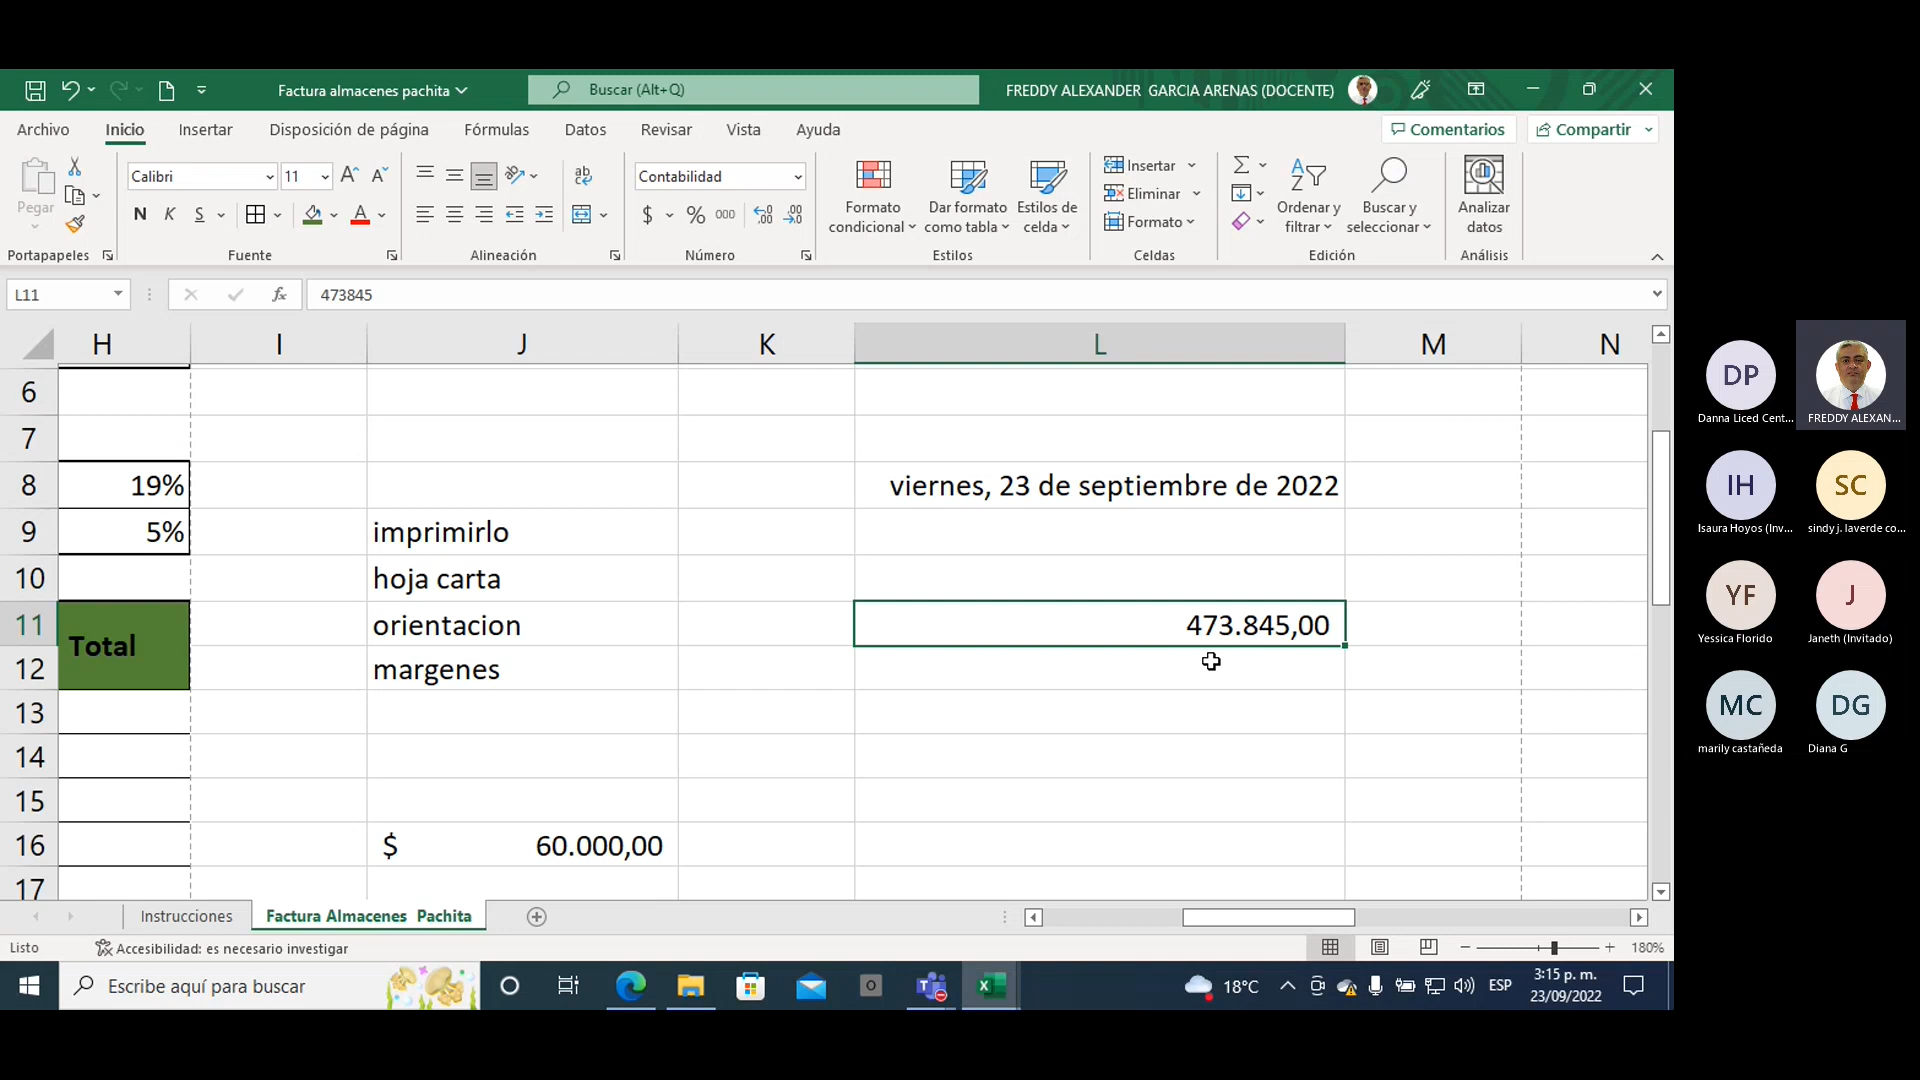 Factura almacenes pachita
Buscar (Alt+Q)
FREDDY ALEXANDER GARCIA ARENAS (DOCENTE)
Archivo
Inicio
Insertar
Disposición de página
Fórmulas
Datos
Revisar
Vista
Ayuda
Comentarios
Compartir
Pegar
Portapapeles
Calibri
11
N K S
Fuente
ab
Alineación
Contabilidad
$ % 000
Número
Formato
condicional
Dar formato
como tabla
Estilos de
celda
Estilos
Insertar
Eliminar
Formato
Celdas
Ordenar y
filtrar
Buscar y
seleccionar
Edición
Analizar
datos
Análisis
L11
fx
473845
H I J K L M N
6
7
8 19% viernes, 23 de septiembre de 2022
9 5% imprimirlo
10 hoja carta
11 Total orientacion 473.845,00
12 margenes
13
14
15
16 $ 60.000,00
17
Instrucciones
Factura Almacenes Pachita
Listo
Accesibilidad: es necesario investigar
180%
Escribe aquí para buscar
18°C
ESP
3:15 p. m.
23/09/2022
DP
Danna Liced Cent...
FREDDY ALEXAN...
IH
Isaura Hoyos (Inv...
SC
sindy j. laverde co...
YF
Yessica Florido
J
Janeth (Invitado)
MC
marily castañeda
DG
Diana G